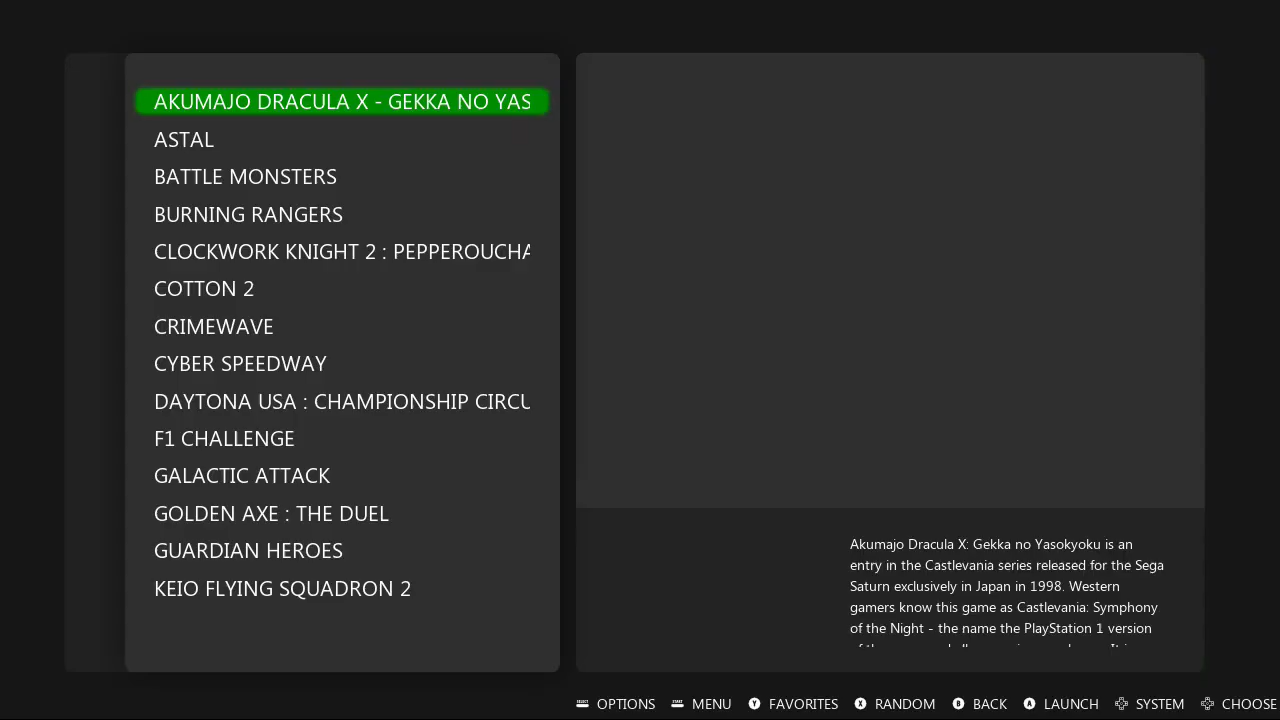 AKUMAJO DRACULA X - GEKKA NO YAS
ASTAL
BATTLE MONSTERS
BURNING RANGERS
CLOCKWORK KNIGHT 2 : PEPPEROUCHA
COTTON 2
CRIMEWAVE
CYBER SPEEDWAY
DAYTONA USA : CHAMPIONSHIP CIRCU
F1 CHALLENGE
GALACTIC ATTACK
GOLDEN AXE : THE DUEL
GUARDIAN HEROES
KEIO FLYING SQUADRON 2
Akumajo Dracula X: Gekka no Yasokyoku is an
entry in the Castlevania series released for the Sega
Saturn exclusively in Japan in 1998. Western
gamers know this game as Castlevania: Symphony
of the Night - the name the PlayStation 1 version
SELECT OPTIONS START MENU Y FAVORITES X RANDOM B BACK A LAUNCH SYSTEM CHOOSE